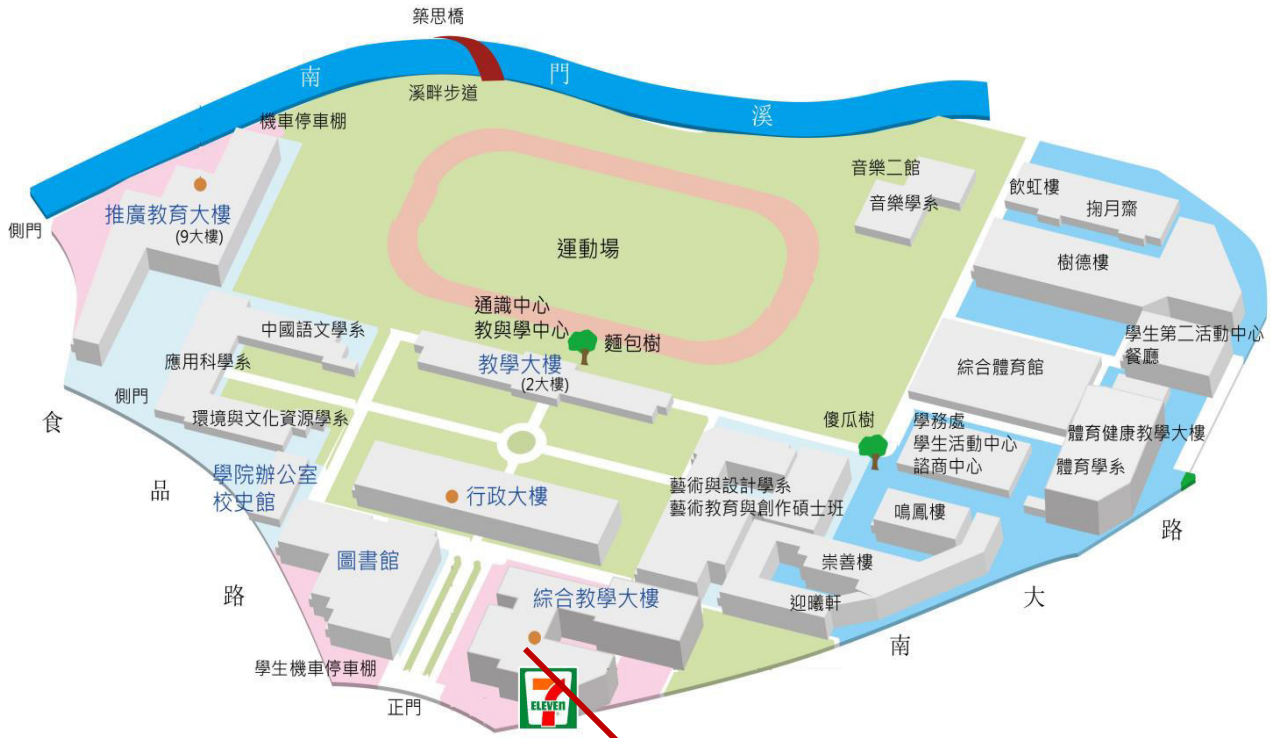 築思橋
南
門
溪
溪畔步道
機車停車棚
推廣教育大樓
(9大樓)
側門
運動場
音樂二館
音樂學系
飲虹樓
掬月齋
樹德樓
學生第二活動中心
餐廳
綜合體育館
體育健康教學大樓
體育學系
通識中心
教與學中心
麵包樹
教學大樓
(2大樓)
中國語文學系
應用科學系
側門
環境與文化資源學系
學院辦公室
校史館
行政大樓
藝術與設計學系
藝術教育與創作碩士班
傻瓜樹
學務處
學生活動中心
諮商中心
鳴鳳樓
崇善樓
迎曦軒
圖書館
綜合教學大樓
學生機車停車棚
正門
7
ELEVEN
食
品
路
南
大
路